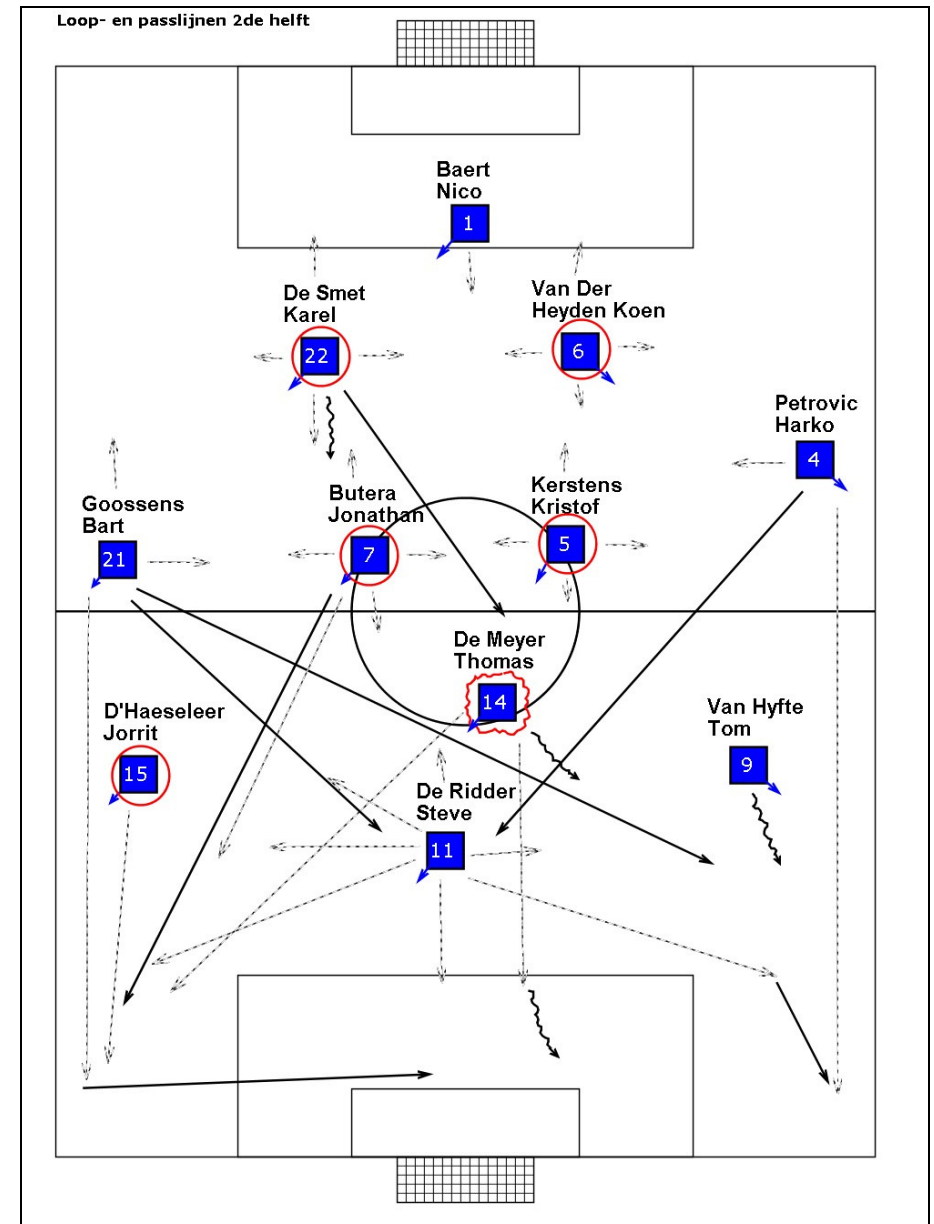 Loop- en passlijnen 2de helft
Baert
Nico
1
De Smet
Karel
22
Van Der
Heyden Koen
6
Petrovic
Harko
4
Goossens
Bart
21
Butera
Jonathan
7
Kerstens
Kristof
5
De Meyer
Thomas
14
D'Haeseleer
Jorrit
15
Van Hyfte
Tom
9
De Ridder
Steve
11